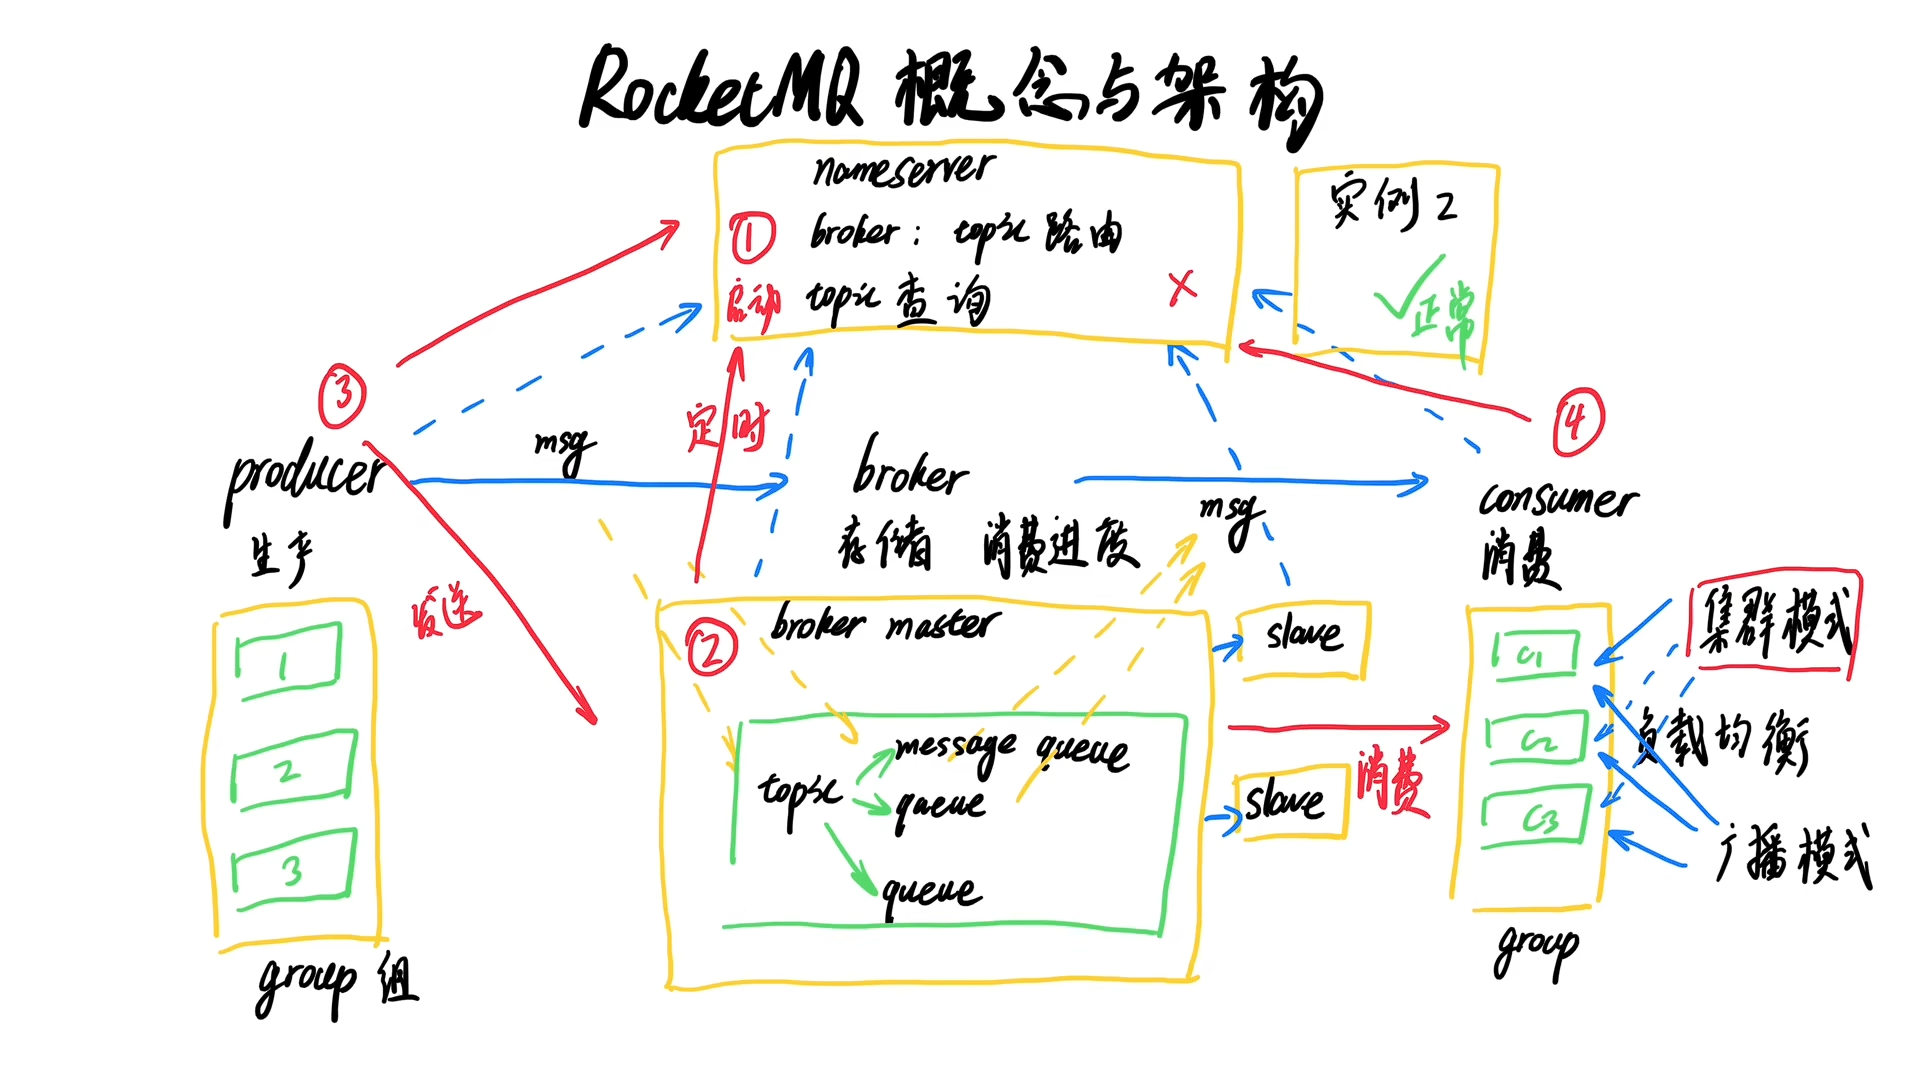 RocketMQ 概念与架构
nameserver
① broker: topic 路由
启动 topic 查询
X
实例 2
正常
③
④
定时
msg
producer
生产
broker
存储 消费进度
msg
consumer
消费
发送
② broker master
slave
集群模式
1
2
3
group 组
topic
message queue
queue
queue
slave
消费
C1
C2
C3
负载均衡
广播模式
group